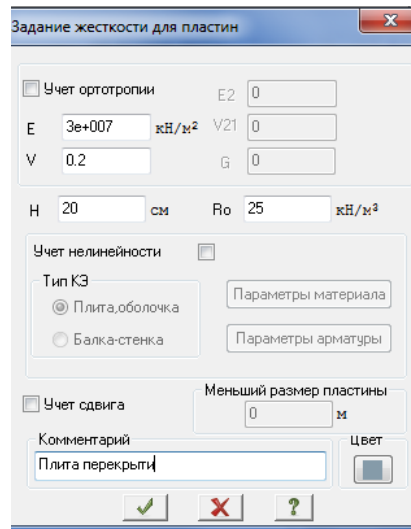 Задание жесткости для пластин
Учет ортотропии
E2 0
E 3e+007 кН/м² V21 0
V 0.2 G 0
H 20 см Ro 25 кН/м³
Учет нелинейности
Тип КЭ
Плита,оболочка Параметры материала
Балка-стенка Параметры арматуры
Учет сдвига Меньший размер пластины
0 м
Комментарий Цвет
Плита перекрыти
?